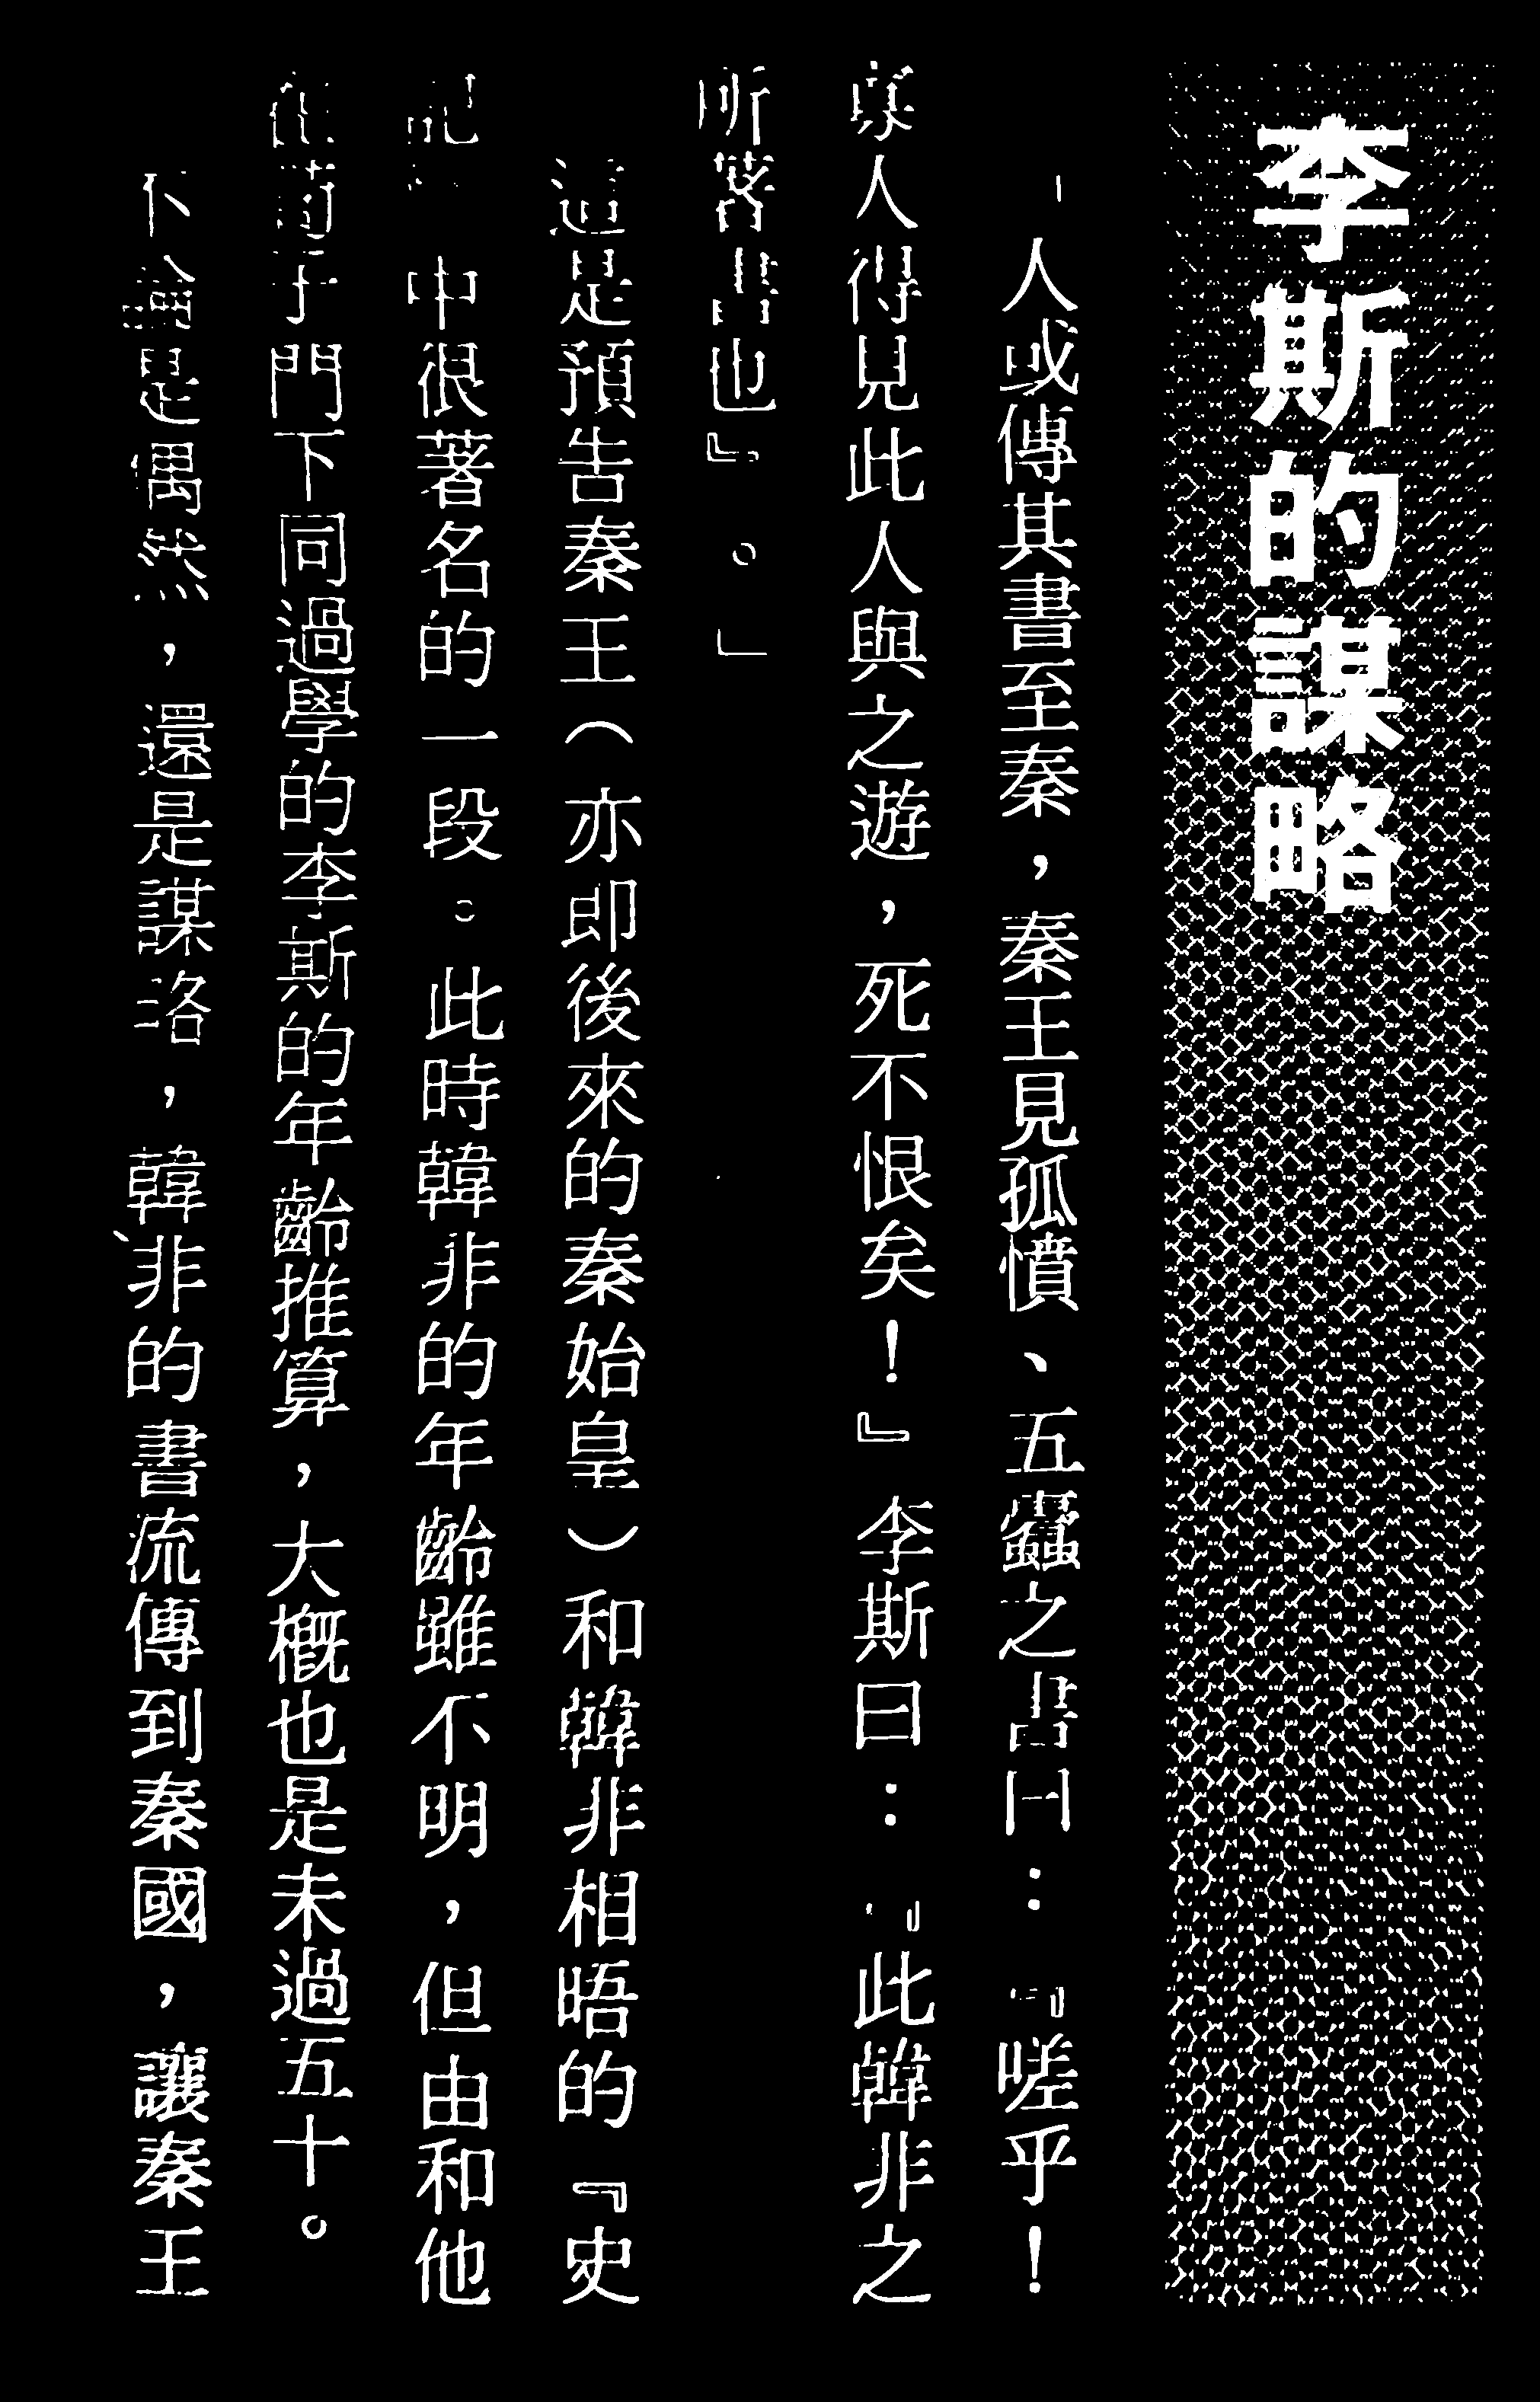 李斯的謀略
「人或傳其書至秦,秦王見孤憤、五蠹之書曰:『嗟乎!
寡人得見此人與之遊,死不恨矣!』李斯曰:『此韓非之
所著書也』。」
這是預告秦王(亦即後來的秦始皇)和韓非相晤的『史
記』中很著名的一段。此時韓非的年齡雖不明,但由和他
在荀子門下同過學的李斯的年齡推算,大概也是未過五十。
不論是偶然,還是謀略,韓非的書流傳到秦國,讓秦王